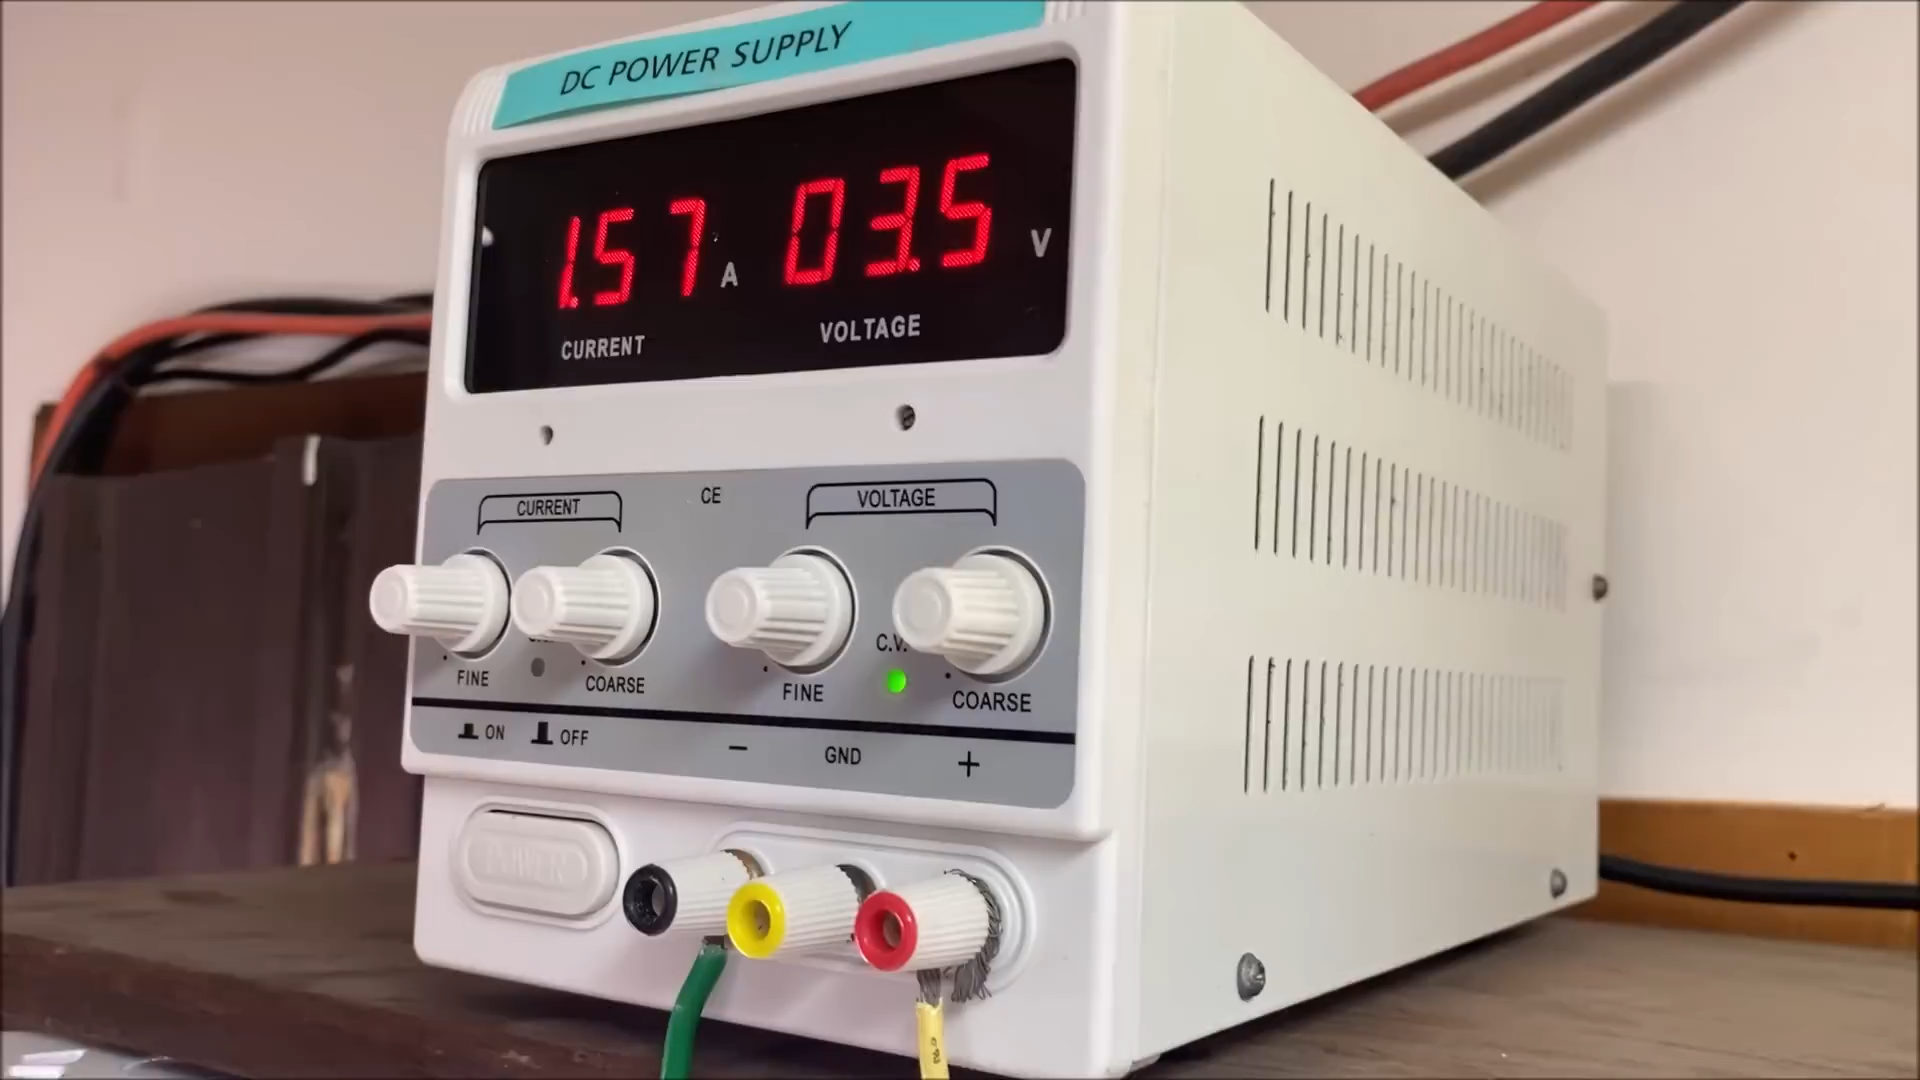 DC POWER SUPPLY
1.57 A 03.5 V
CURRENT VOLTAGE
CURRENT CE VOLTAGE
C.V.
FINE COARSE FINE COARSE
ON OFF - GND +
POWER